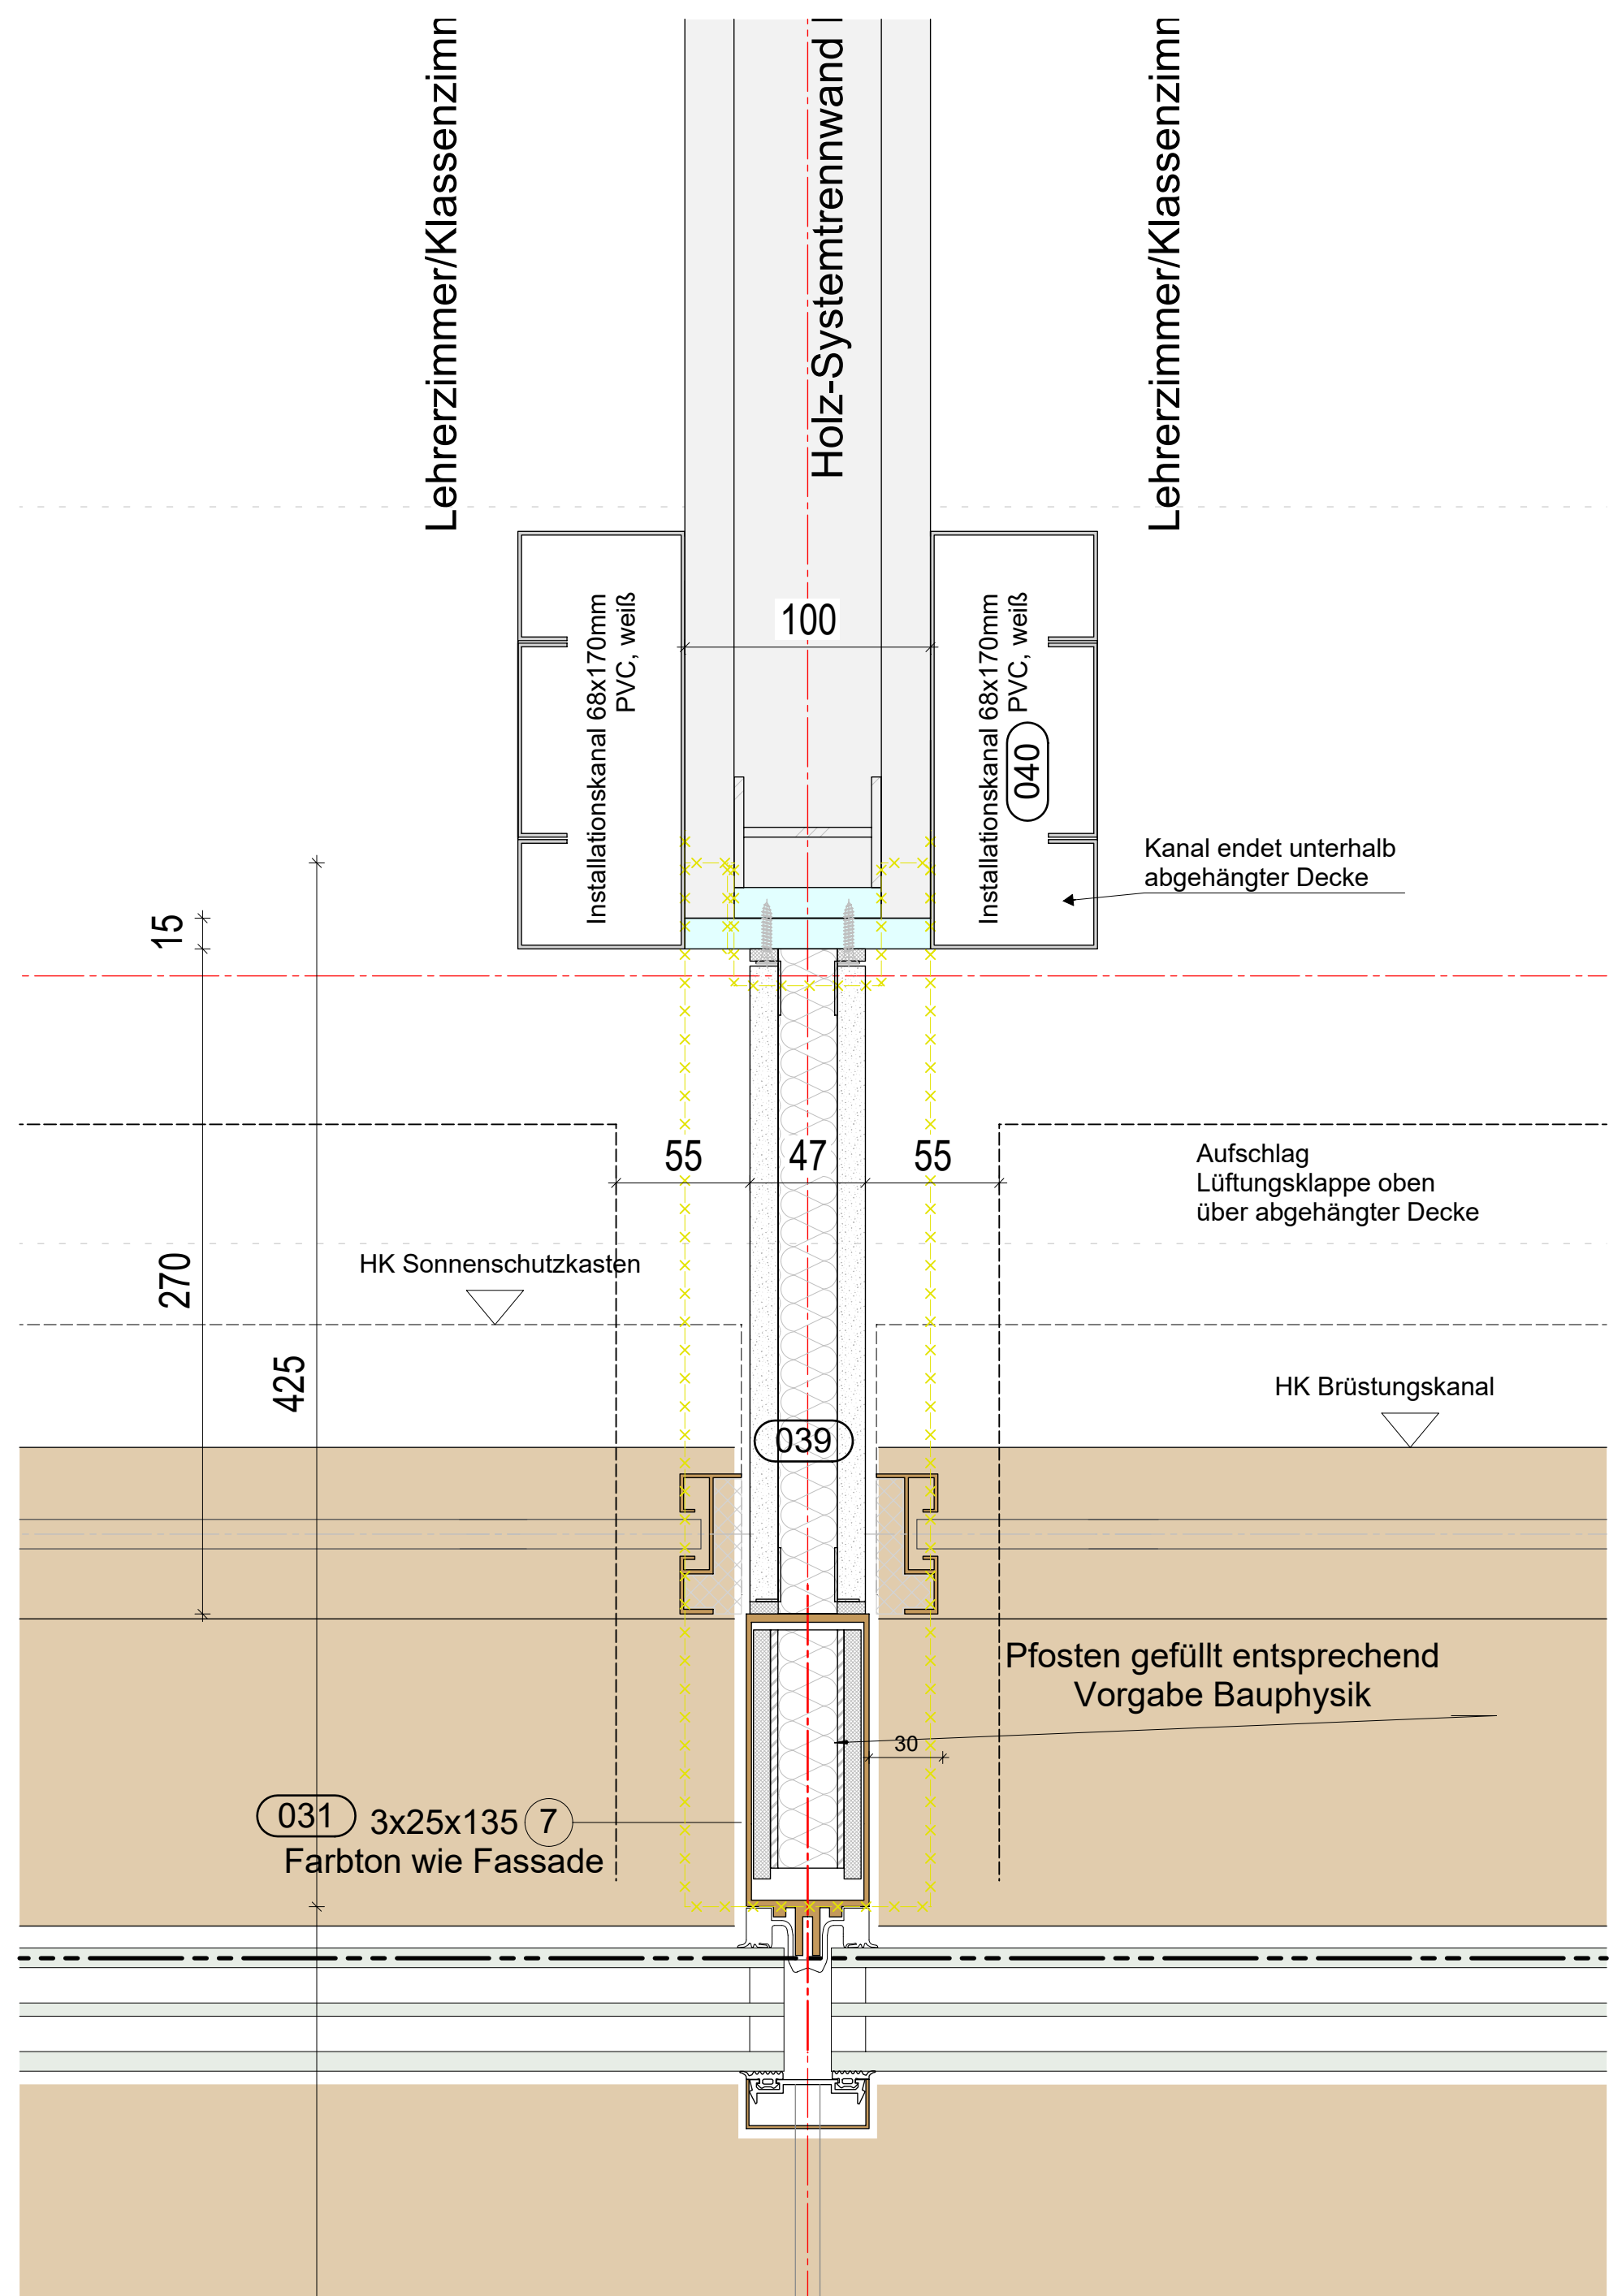 Lehrerzimmer/Klassenzimm
Holz-Systemtrennwand
Lehrerzimmer/Klassenzimm
Installationskanal 68x170mm
PVC, weiß
100
Installationskanal 68x170mm
PVC, weiß
040
Kanal endet unterhalb
abgehängter Decke
15
55
47
55
Aufschlag
Lüftungsklappe oben
über abgehängter Decke
270
HK Sonnenschutzkasten
425
HK Brüstungskanal
039
Pfosten gefüllt entsprechend
Vorgabe Bauphysik
30
031 3x25x135 7
Farbton wie Fassade